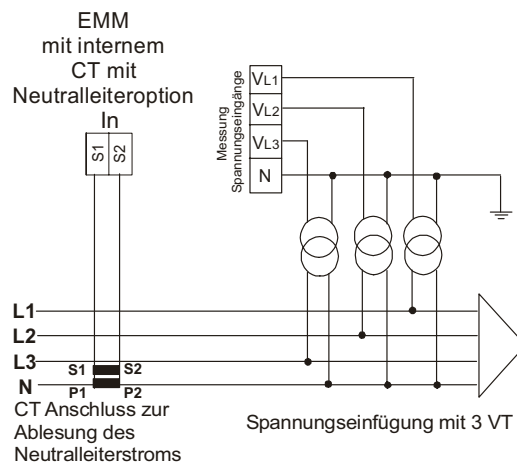 EMM
mit internem
CT mit
Neutralleiteroption
In
S1 S2
Messung
Spannungseingänge
VL1
VL2
VL3
N
L1
L2
L3
N
S1 S2
P1 P2
CT Anschluss zur
Ablesung des
Neutralleiterstroms
Spannungseinfügung mit 3 VT